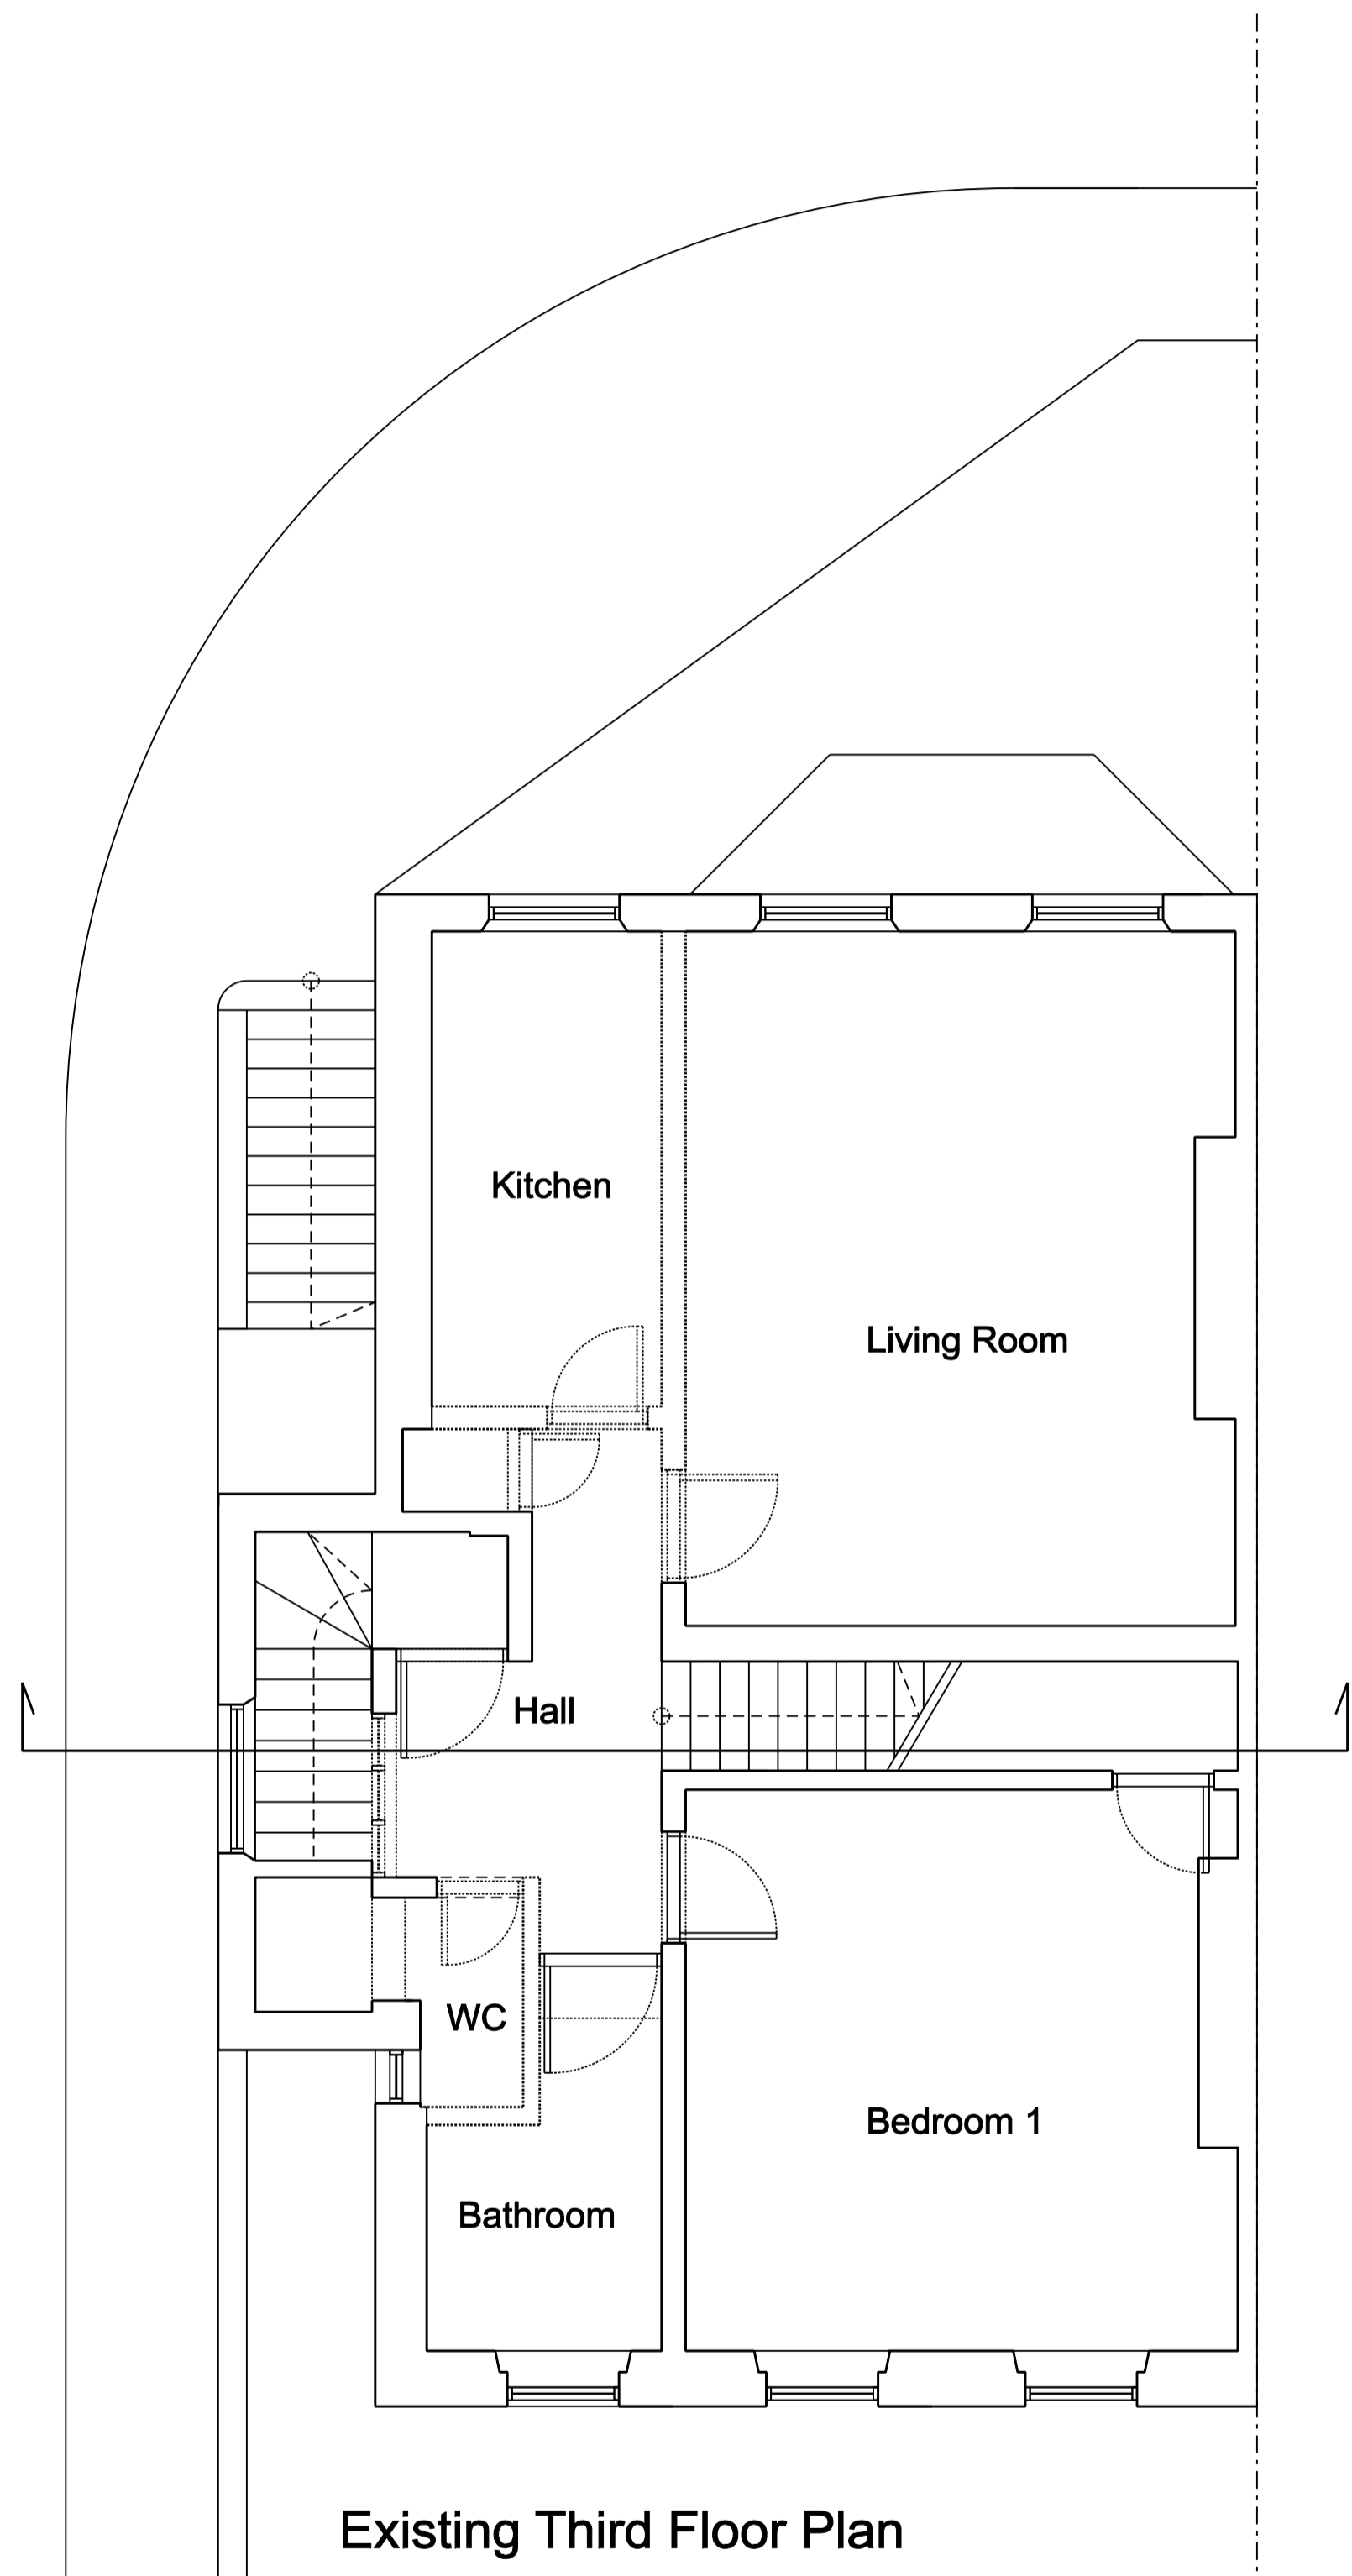 Kitchen
Living Room
Hall
WC
Bedroom 1
Bathroom
Existing Third Floor Plan